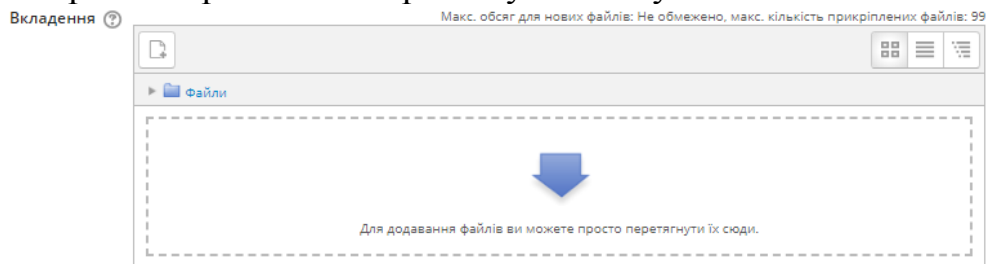 Вкладення
Макс. обсяг для нових файлів: Не обмежено, макс. кількість прикріплених файлів: 99
Файли
Для додавання файлів ви можете просто перетягнути їх сюди.